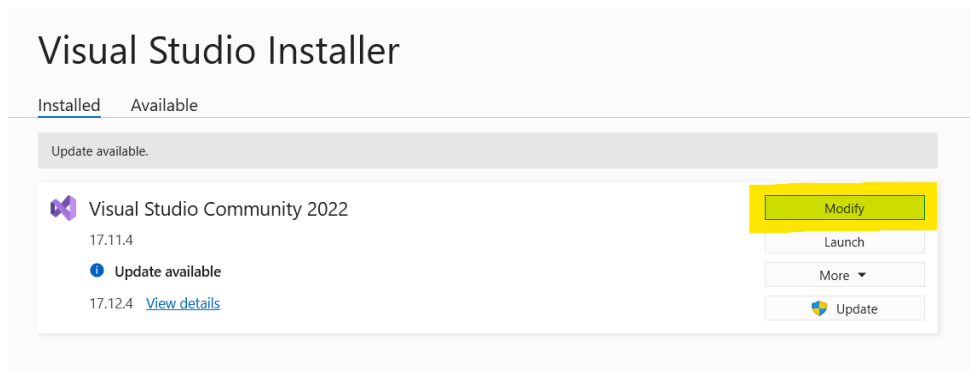 Visual Studio Installer
Installed Available
Update available.
Visual Studio Community 2022
Modify
17.11.4
Launch
Update available
More
17.12.4 View details
Update